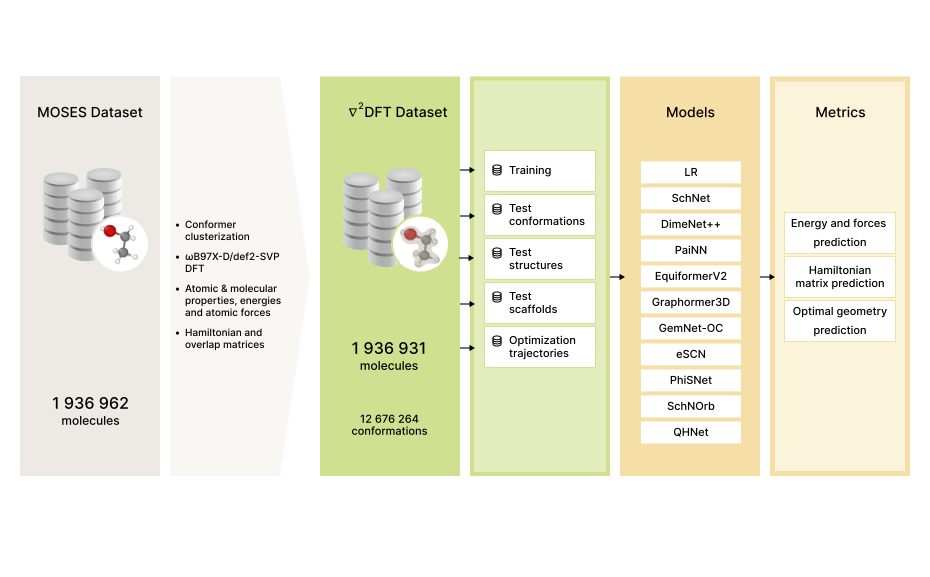 MOSES Dataset
1 936 962
molecules
• Conformer
clusterization
• ωB97X-D/def2-SVP
DFT
• Atomic & molecular
properties, energies
and atomic forces
• Hamiltonian and
overlap matrices
∇²DFT Dataset
1 936 931
molecules
12 676 264
conformations
Training
Test
conformations
Test
structures
Test
scaffolds
Optimization
trajectories
Models
LR
SchNet
DimeNet++
PaiNN
EquiformerV2
Graphormer3D
GemNet-OC
eSCN
PhiSNet
SchNOrb
QHNet
Metrics
Energy and forces
prediction
Hamiltonian
matrix prediction
Optimal geometry
prediction